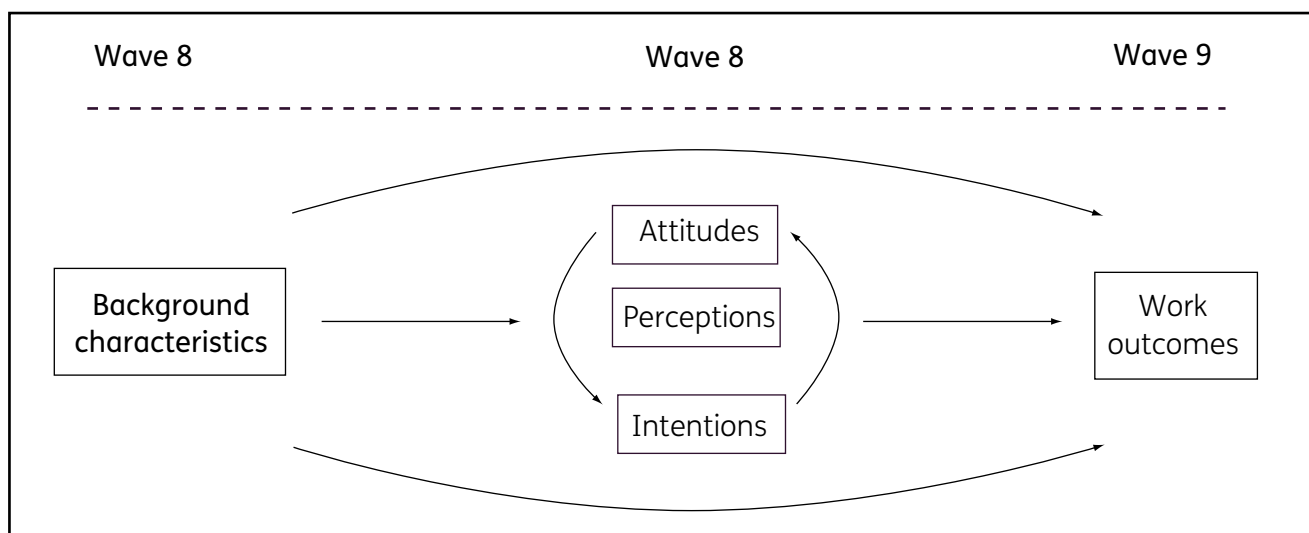 Wave 8
Wave 8
Wave 9
Background
characteristics
Attitudes
Perceptions
Intentions
Work
outcomes